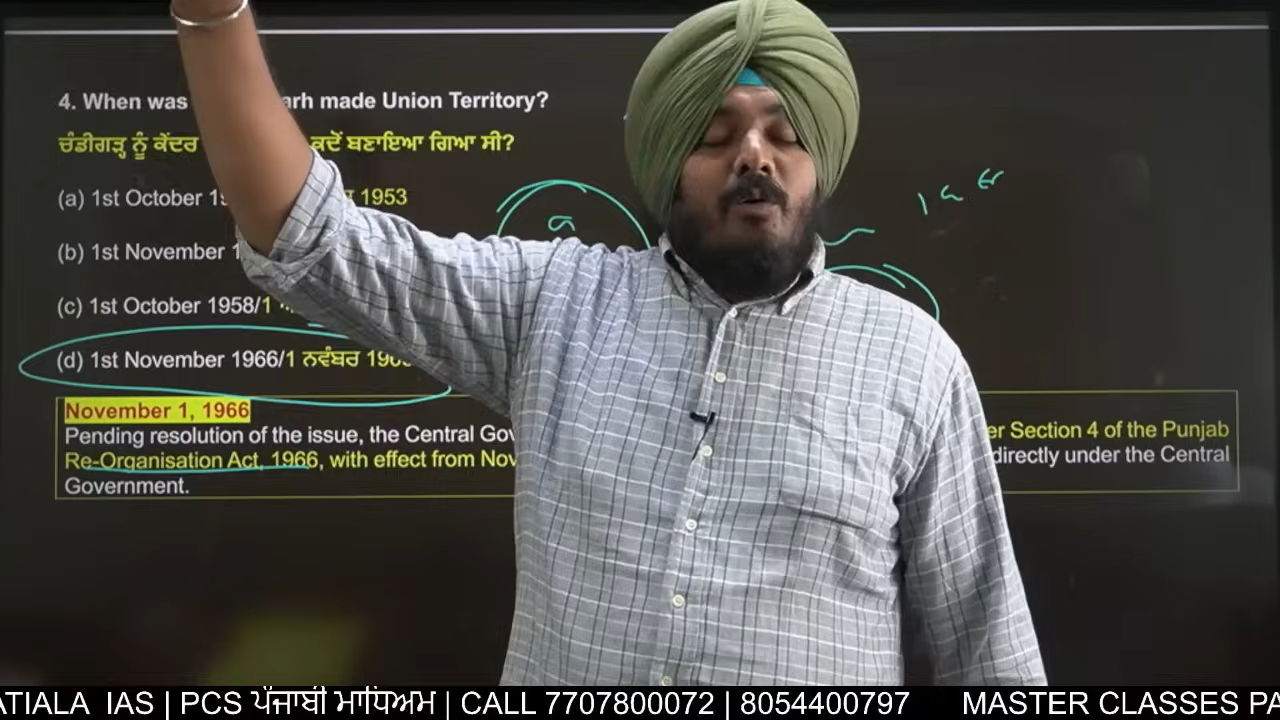 4. When was arh made Union Territory?
ਚੰਡੀਗੜ੍ਹ ਨੂੰ ਕੇਂਦਰ ਕਦੋਂ ਬਣਾਇਆ ਗਿਆ ਸੀ?
(a) 1st October 19 1953
(b) 1st November 1
(c) 1st October 1958/1
(d) 1st November 1966/1 ਨਵੰਬਰ 196
November 1, 1966
Pending resolution of the issue, the Central Gov er Section 4 of the Punjab
Re-Organisation Act, 1966, with effect from Nov directly under the Central
Government.
ATIALA IAS | PCS ਪੰਜਾਬੀ ਮਾਧਿਅਮ | CALL 7707800072 | 8054400797 MASTER CLASSES PA